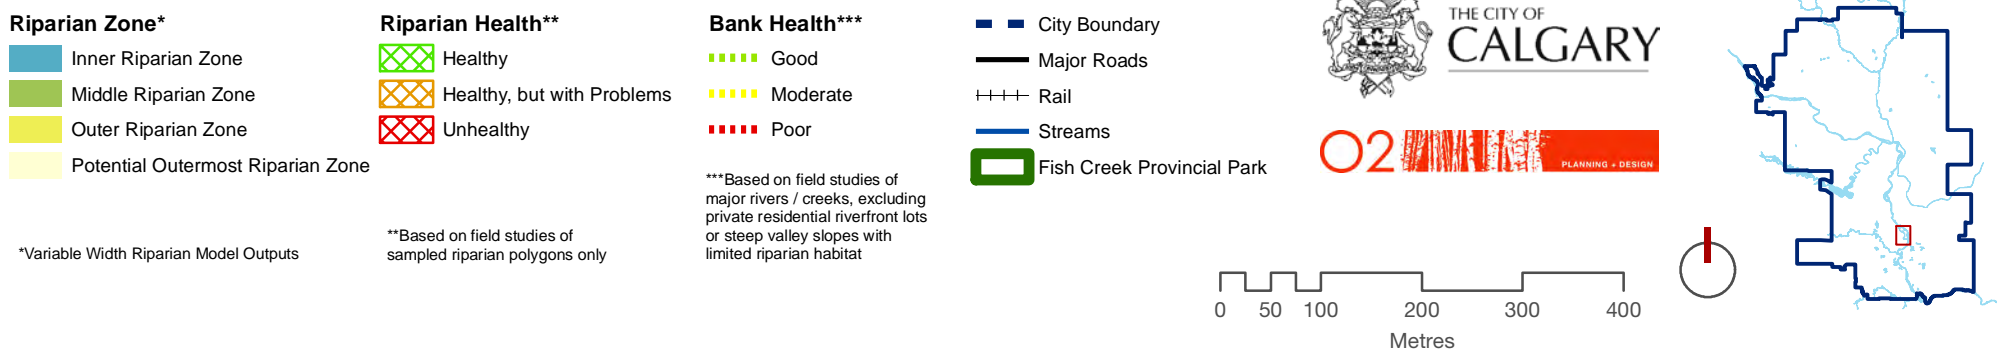 Riparian Zone*
Inner Riparian Zone
Middle Riparian Zone
Outer Riparian Zone
Potential Outermost Riparian Zone
*Variable Width Riparian Model Outputs
Riparian Health**
Healthy
Healthy, but with Problems
Unhealthy
**Based on field studies of
sampled riparian polygons only
Bank Health***
Good
Moderate
Poor
***Based on field studies of
major rivers / creeks, excluding
private residential riverfront lots
or steep valley slopes with
limited riparian habitat
City Boundary
Major Roads
Rail
Streams
Fish Creek Provincial Park
THE CITY OF
CALGARY
O2
PLANNING + DESIGN
0 50 100 200 300 400
Metres